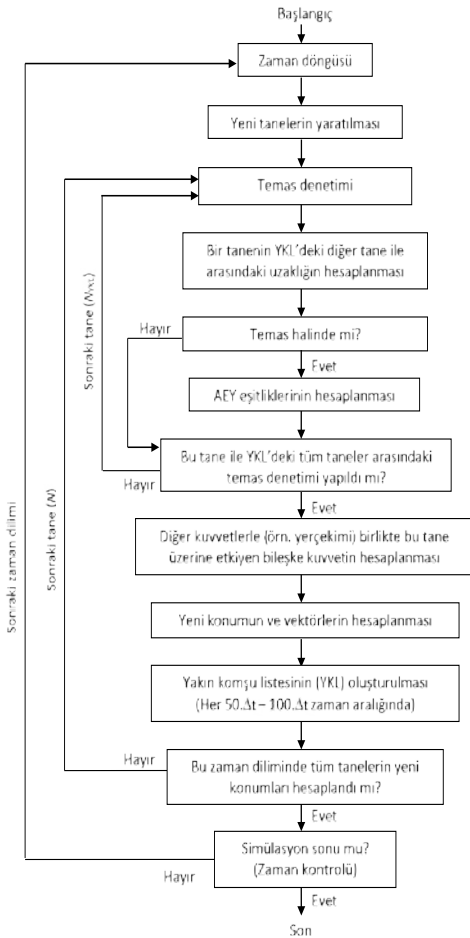 Başlangıç
Zaman döngüsü
Yeni tanelerin yaratılması
Temas denetimi
Bir tanenin YKL'deki diğer tane ile
arasındaki uzaklığın hesaplanması
Hayır
Temas halinde mi?
Evet
AEY eşitliklerinin hesaplanması
Bu tane ile YKL'deki tüm taneler arasındaki
temas denetimi yapıldı mı?
Hayır
Evet
Diğer kuvvetlerle (örn. yerçekimi) birlikte bu tane
üzerine etkiyen bileşke kuvvetin hesaplanması
Yeni konumun ve vektörlerin hesaplanması
Yakın komşu listesinin (YKL) oluşturulması
(Her 50.Δt – 100.Δt zaman aralığında)
Hayır
Bu zaman diliminde tüm tanelerin yeni
konumları hesaplandı mı?
Evet
Simülasyon sonu mu?
(Zaman kontrolü)
Hayır
Evet
Son
Sonraki zaman dilimi
Sonraki tane (N)
Sonraki tane (NYKL)